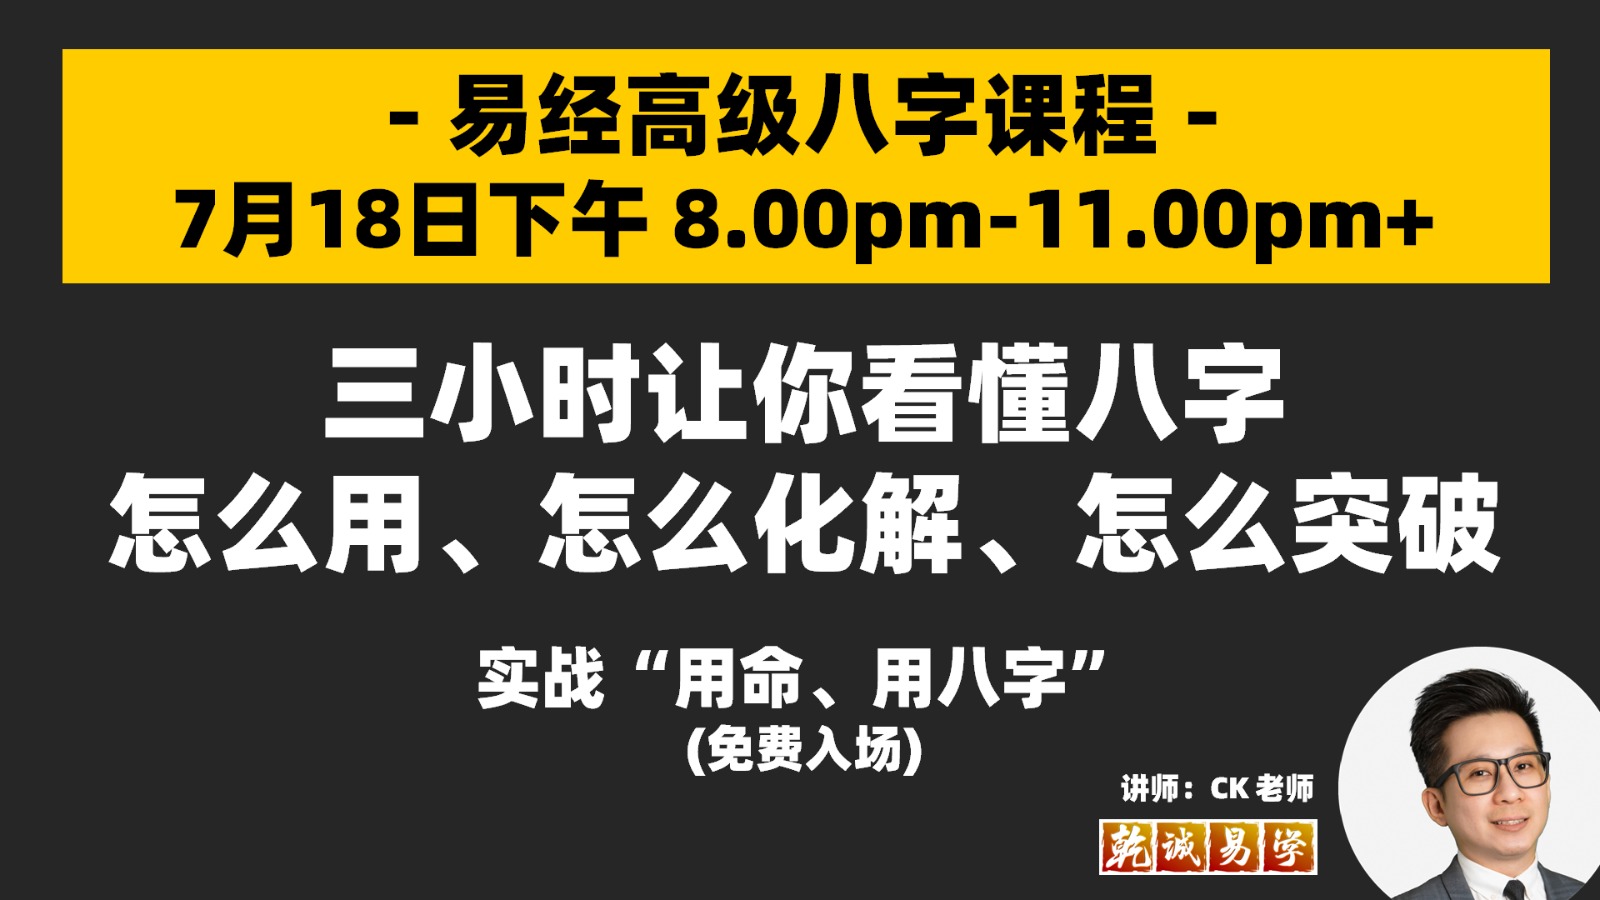 - 易经高级八字课程 -
7月18日下午 8.00pm-11.00pm+
三小时让你看懂八字
怎么用、怎么化解、怎么突破
实战 “用命、用八字”
(免费入场)
讲师：CK 老师
乾诚易学